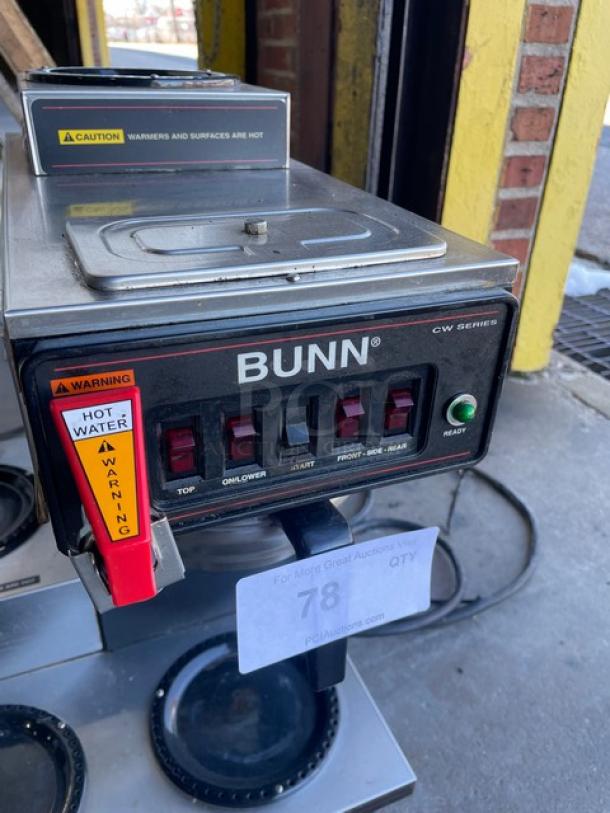 CAUTION WARMERS AND SURFACES ARE HOT
BUNN®
CW SERIES
WARNING
HOT
WATER
WARNING
TOP
ON/LOWER
START
FRONT - SIDE - REAR
READY
For More Great Auctions Visit
QTY
78
PCIAuctions.com
PCI